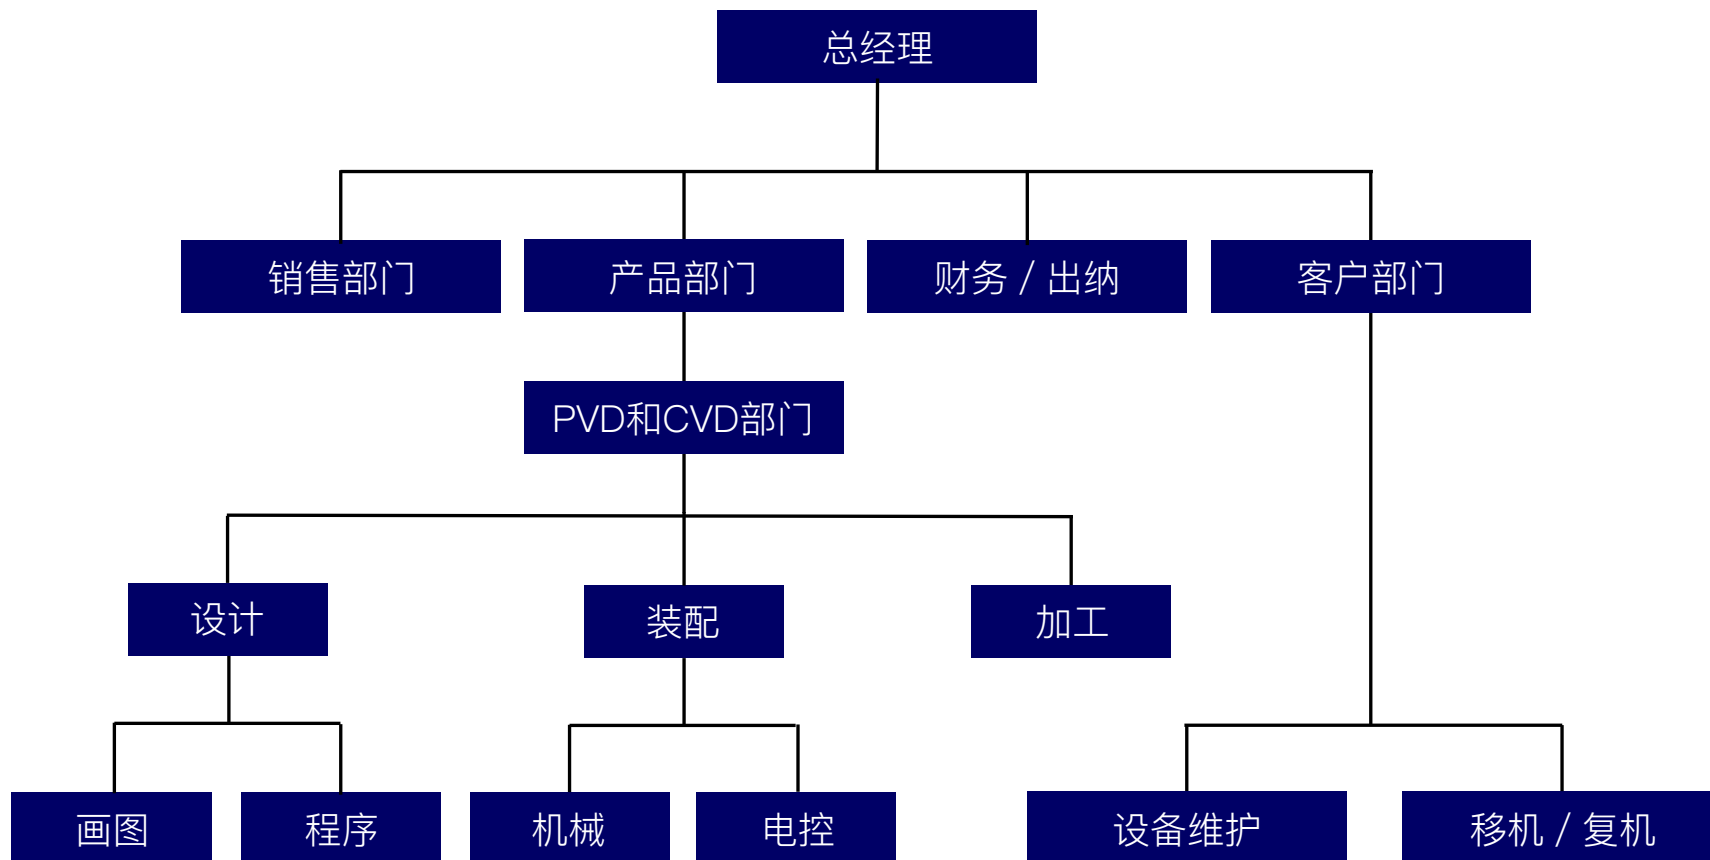 总经理
销售部门
产品部门
财务 / 出纳
客户部门
PVD和CVD部门
设计
装配
加工
画图
程序
机械
电控
设备维护
移机 / 复机